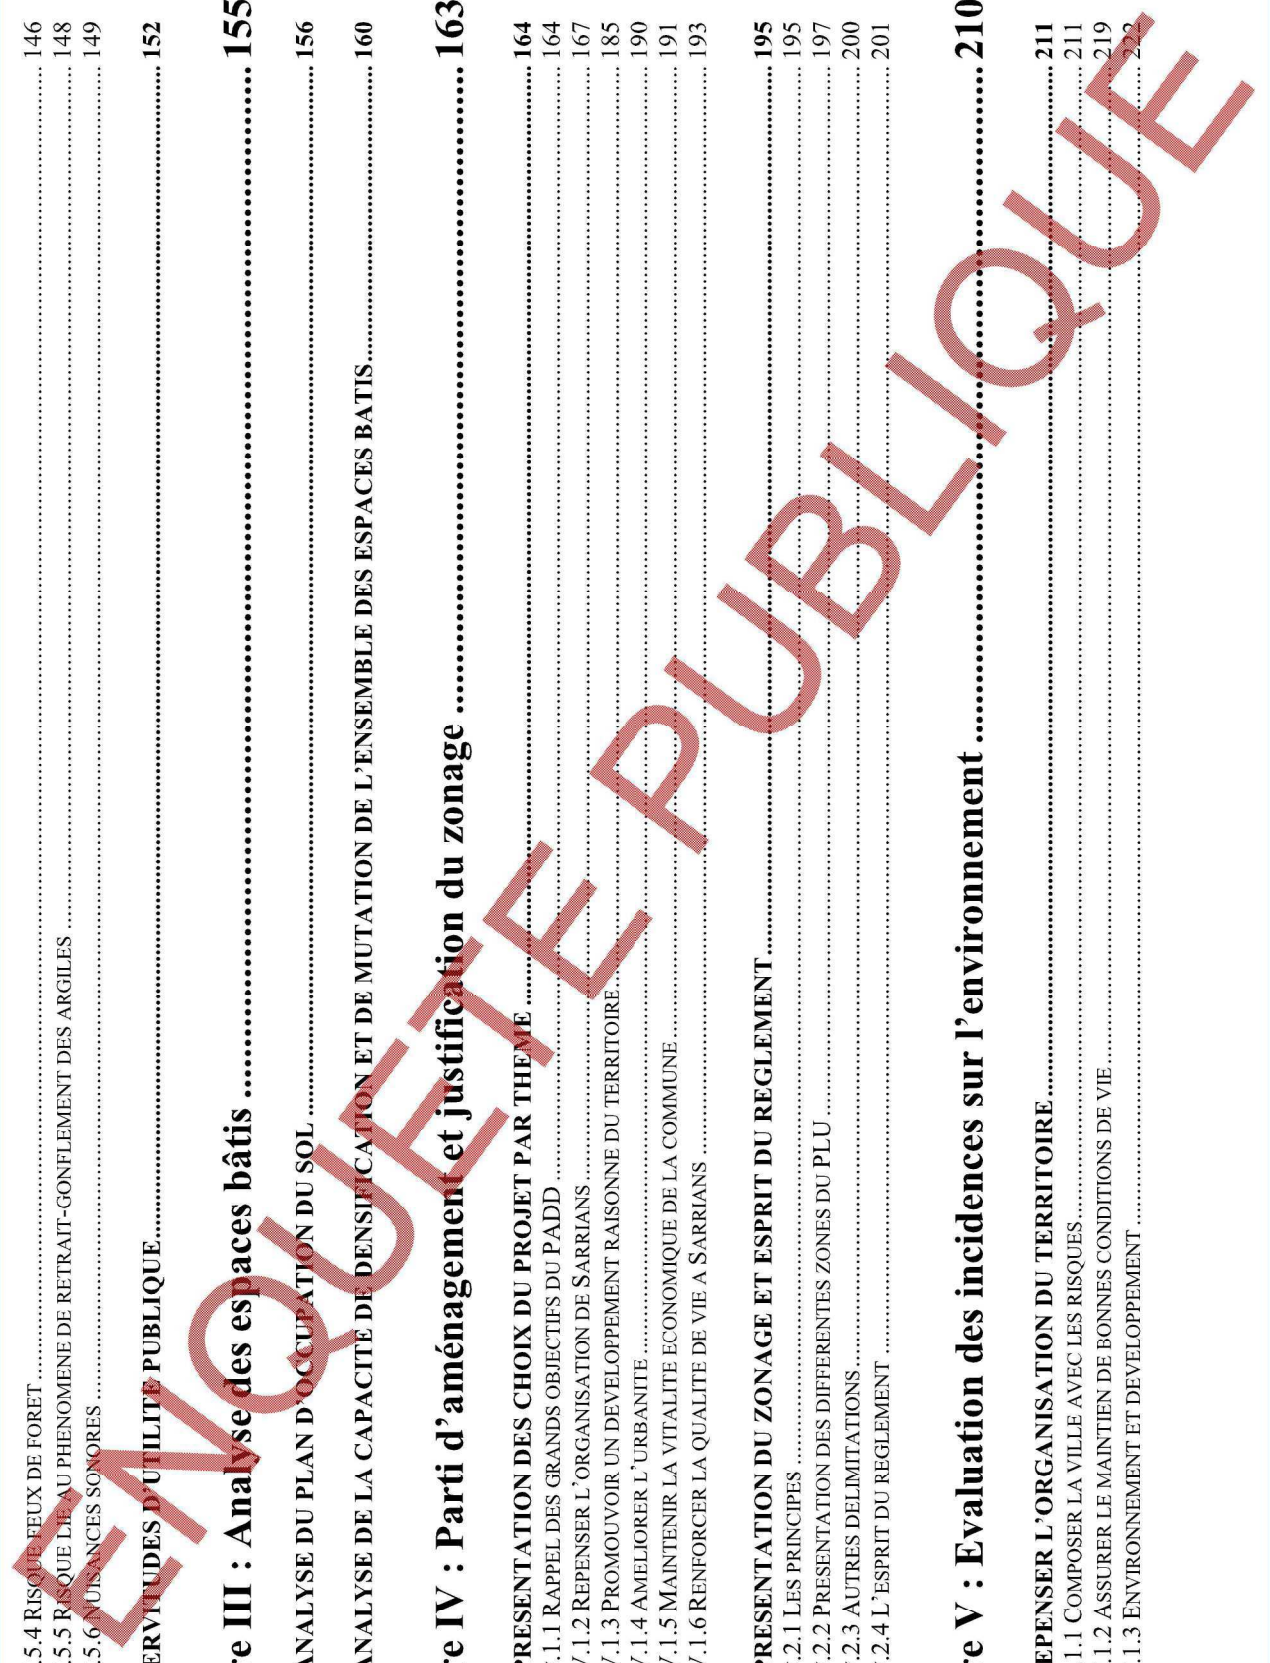 .5.4 RISQUE FEUX DE FORET 146
.5.5 RISQUE LIE AU PHENOMENE DE RETRAIT-GONFLEMENT DES ARGILES 148
.5.6 NUISANCES SONORES 149
ERVITUDES D'UTILITE PUBLIQUE 152
re III : Analyse des espaces bâtis 155
ANALYSE DU PLAN D'OCCUPATION DU SOL 156
ANALYSE DE LA CAPACITE DE DENSIFICATION ET DE MUTATION DE L'ENSEMBLE DES ESPACES BATIS 160
re IV : Parti d'aménagement et justification du zonage 163
PRESENTATION DES CHOIX DU PROJET PAR THEME 164
.1.1 RAPPEL DES GRANDS OBJECTIFS DU PADD 164
V.1.2 REPENSER L'ORGANISATION DE SARRIANS 167
V.1.3 PROMOUVOIR UN DEVELOPPEMENT RAISONNE DU TERRITOIRE 185
V.1.4 AMELIORER L'URBANITE 190
V.1.5 MAINTENIR LA VITALITE ECONOMIQUE DE LA COMMUNE 191
V.1.6 RENFORCER LA QUALITE DE VIE A SARRIANS 193
PRESENTATION DU ZONAGE ET ESPRIT DU REGLEMENT 195
.2.1 LES PRINCIPES 195
.2.2 PRESENTATION DES DIFFERENTES ZONES DU PLU 197
.2.3 AUTRES DELIMITATIONS 200
.2.4 L'ESPRIT DU REGLEMENT 201
re V : Evaluation des incidences sur l'environnement 210
EPENSER L'ORGANISATION DU TERRITOIRE 211
.1.1 COMPOSER LA VILLE AVEC LES RISQUES 211
.1.2 ASSURER LE MAINTIEN DE BONNES CONDITIONS DE VIE 219
.1.3 ENVIRONNEMENT ET DEVELOPPEMENT 222
ENQUETE PUBLIQUE